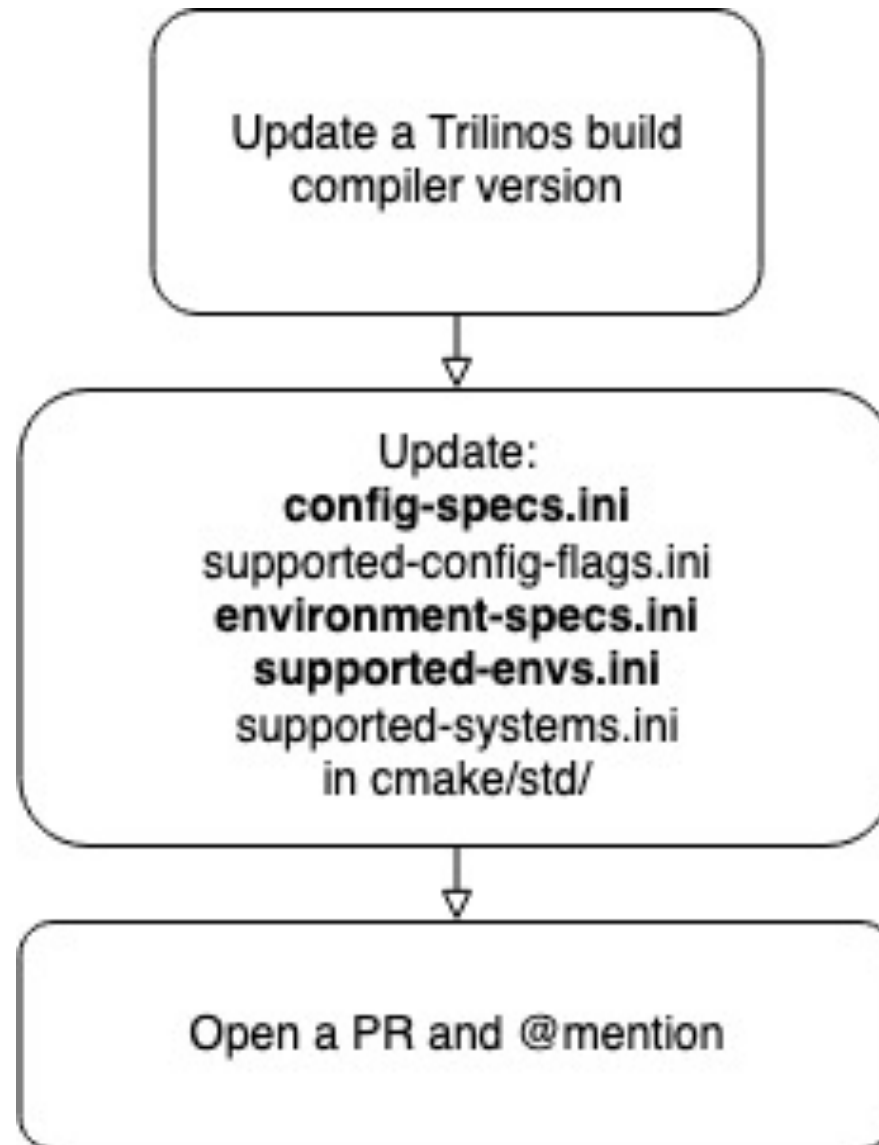 Update a Trilinos build
compiler version
Update:
config-specs.ini
supported-config-flags.ini
environment-specs.ini
supported-envs.ini
supported-systems.ini
in cmake/std/
Open a PR and @mention